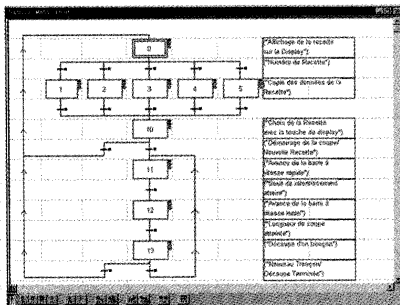 0
("Affichage de la recette
sur le Display")
("Numéro de Recette")
1 2 3 4 5
("Copie des données de la
Recette")
10
("Choix de la Recette
avec la touche du display")
("Démarrage de la coupe/
Nouvelle Recette")
11
("Avance de la barre à
vitesse rapide")
("Seuil de ralentissement
atteint")
12
("Avance de la barre à
vitesse lente")
("Longueur de coupe
atteinte")
13
("Découpe d'un tronçon")
("Nouveau Tronçon/
Découpe Terminée")